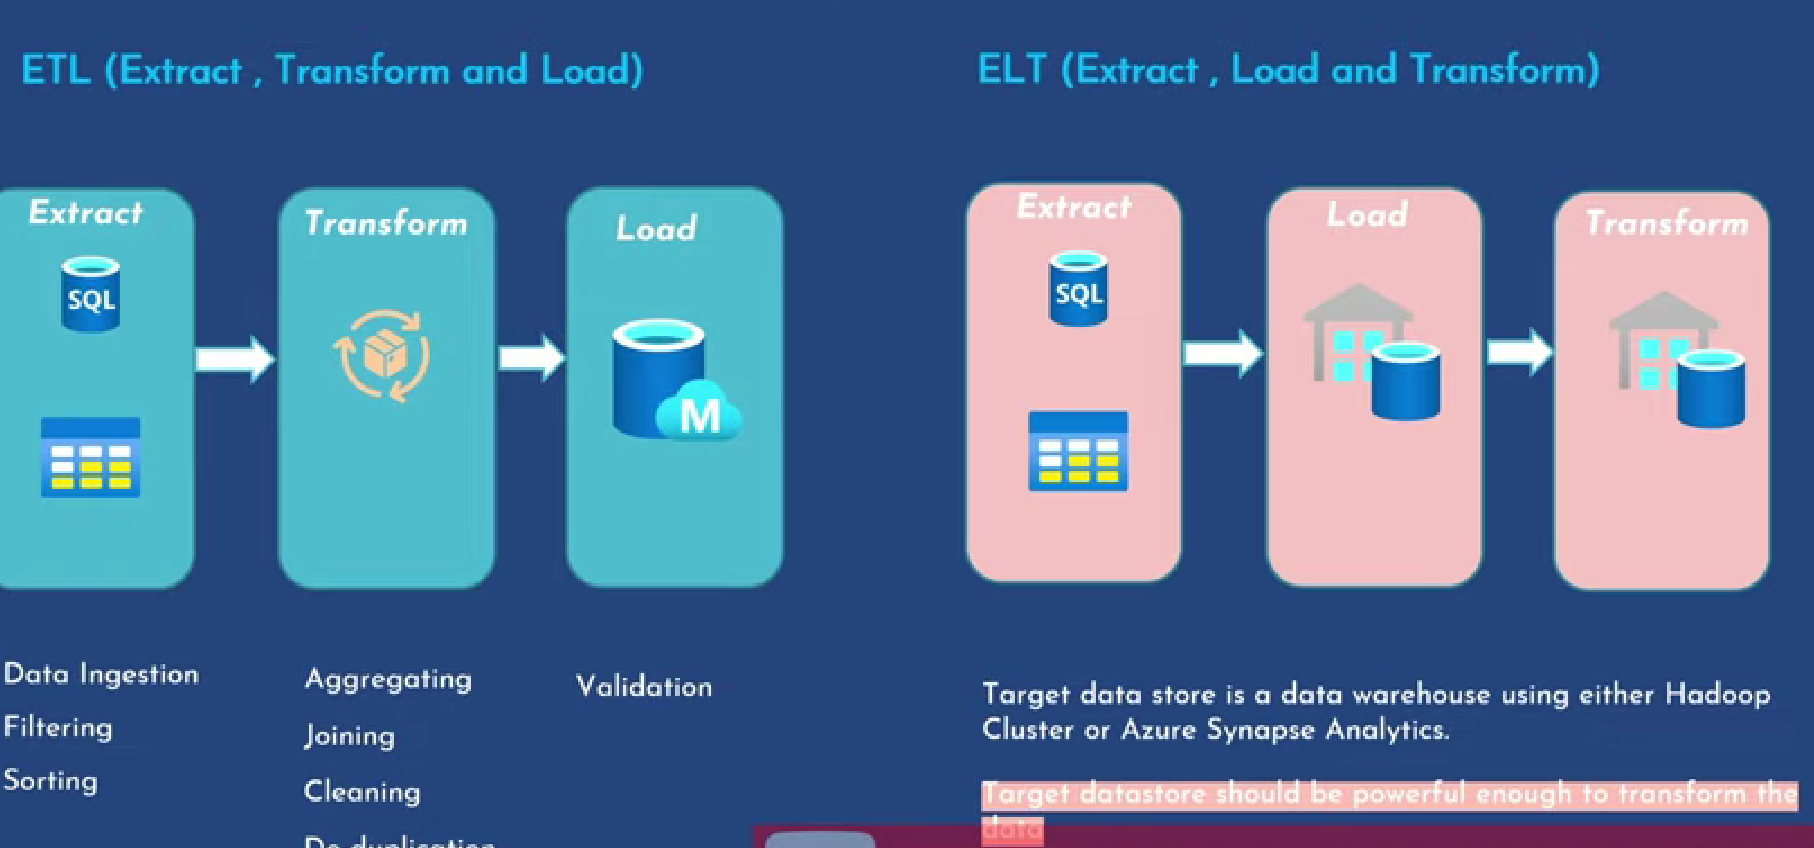 ETL (Extract , Transform and Load)
Extract
SQL
Transform
Load
M
Data Ingestion
Filtering
Sorting
Aggregating
Joining
Cleaning
De duplication
Validation
ELT (Extract , Load and Transform)
Extract
SQL
Load
Transform
Target data store is a data warehouse using either Hadoop
Cluster or Azure Synapse Analytics.
Target datastore should be powerful enough to transform the
data